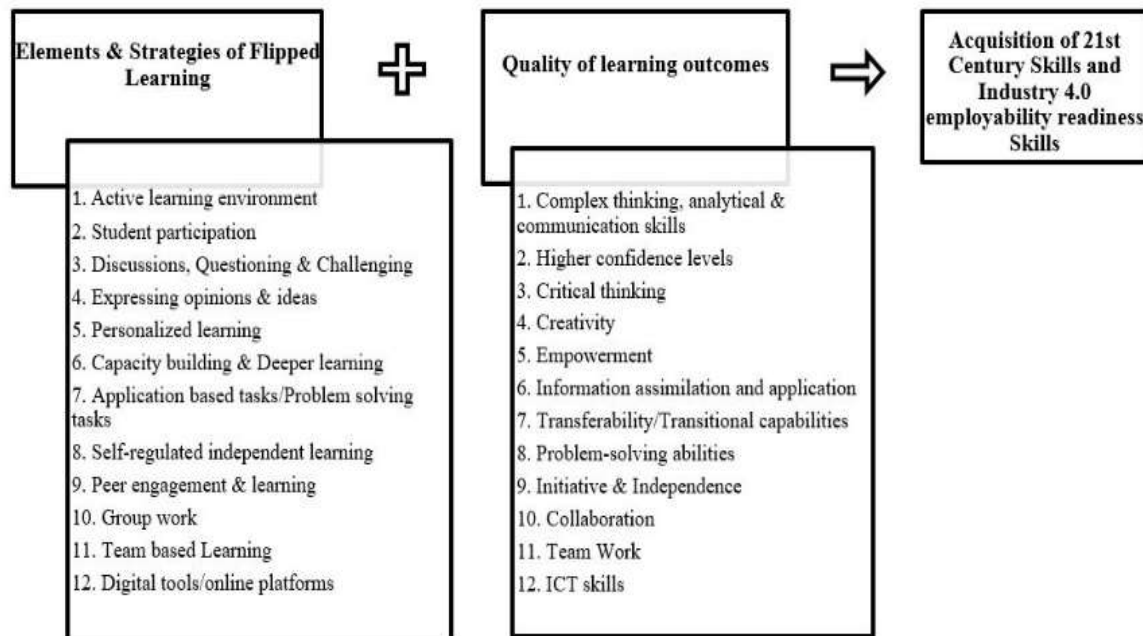 Elements & Strategies of Flipped
Learning
1. Active learning environment
2. Student participation
3. Discussions, Questioning & Challenging
4. Expressing opinions & ideas
5. Personalized learning
6. Capacity building & Deeper learning
7. Application based tasks/Problem solving
tasks
8. Self-regulated independent learning
9. Peer engagement & learning
10. Group work
11. Team based Learning
12. Digital tools/online platforms
Quality of learning outcomes
1. Complex thinking, analytical &
communication skills
2. Higher confidence levels
3. Critical thinking
4. Creativity
5. Empowerment
6. Information assimilation and application
7. Transferability/Transitional capabilities
8. Problem-solving abilities
9. Initiative & Independence
10. Collaboration
11. Team Work
12. ICT skills
Acquisition of 21st
Century Skills and
Industry 4.0
employability readiness
Skills